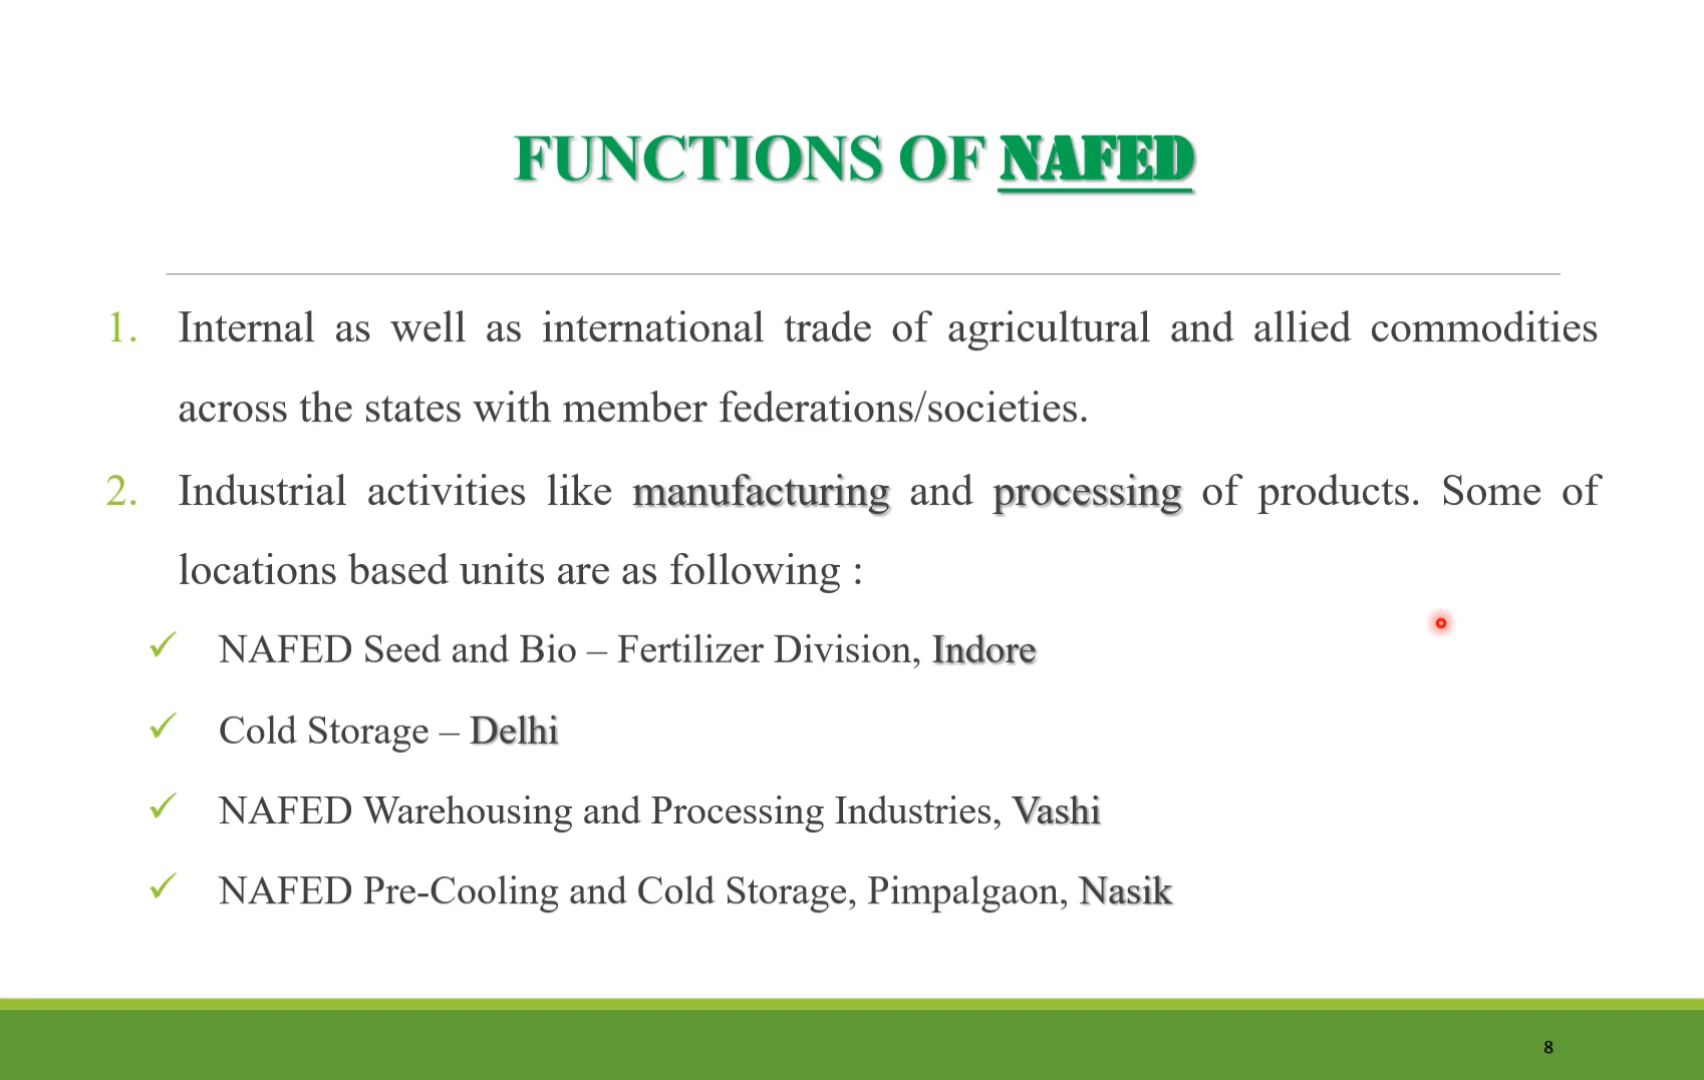 FUNCTIONS OF NAFED
1. Internal as well as international trade of agricultural and allied commodities
across the states with member federations/societies.
2. Industrial activities like manufacturing and processing of products. Some of
locations based units are as following :
✓ NAFED Seed and Bio – Fertilizer Division, Indore
✓ Cold Storage – Delhi
✓ NAFED Warehousing and Processing Industries, Vashi
✓ NAFED Pre-Cooling and Cold Storage, Pimpalgaon, Nasik
8